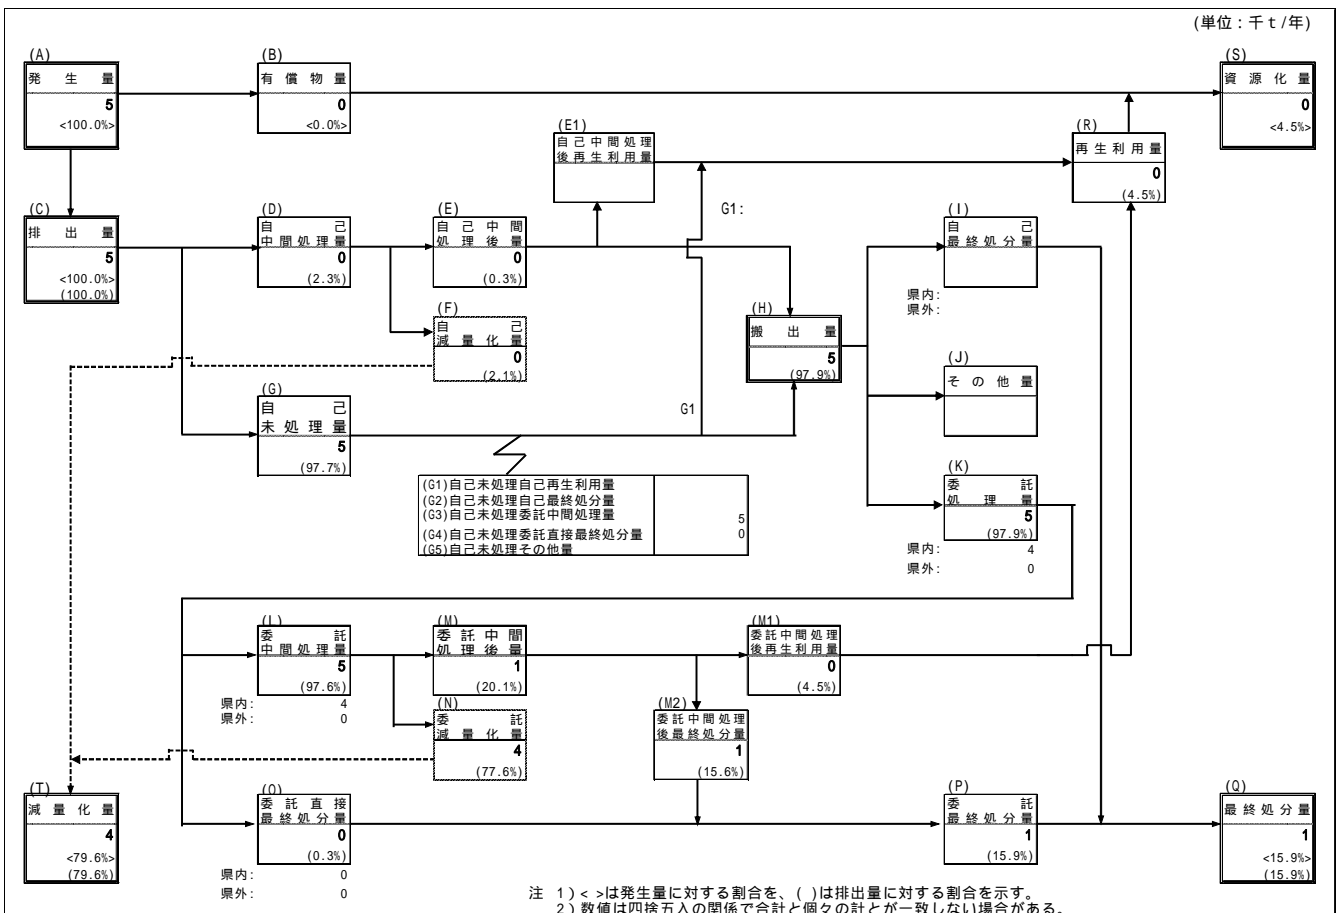 (単位:千t/年)
(A)
発生量
5
<100.0%>
(B)
有償物量
0
<0.0%>
(S)
資源化量
0
<4.5%>
(E1)
自己中間処理
後再生利用量
(R)
再生利用量
0
(4.5%)
(C)
排出量
5
<100.0%>
(100.0%)
(D)
自己
中間処理量
0
(2.3%)
(E)
自己中間
処理後量
0
(0.3%)
G1:
(I)
自己
最終処分量
県内:
県外:
(F)
自己
減量化量
0
(2.1%)
(H)
搬出量
5
(97.9%)
(J)
その他量
(G)
自己
未処理量
5
(97.7%)
G1
(G1)自己未処理自己再生利用量
(G2)自己未処理自己最終処分量
(G3)自己未処理委託中間処理量 5
(G4)自己未処理委託直接最終処分量 0
(G5)自己未処理その他量
(K)
委託
処理量
5
(97.9%)
県内: 4
県外: 0
(L)
委託
中間処理量
5
(97.6%)
県内: 4
県外: 0
(M)
委託中間
処理後量
1
(20.1%)
(M1)
委託中間処理
後再生利用量
0
(4.5%)
(N)
委託
減量化量
4
(77.6%)
(M2)
委託中間処理
後最終処分量
1
(15.6%)
(T)
減量化量
4
<79.6%>
(79.6%)
(O)
委託直接
最終処分量
0
(0.3%)
県内: 0
県外: 0
(P)
委託
最終処分量
1
(15.9%)
(Q)
最終処分量
1
<15.9%>
(15.9%)
注 1)< >は発生量に対する割合を、( )は排出量に対する割合を示す。
2)数値は四捨五入の関係で合計と個々の計とが一致しない場合がある。